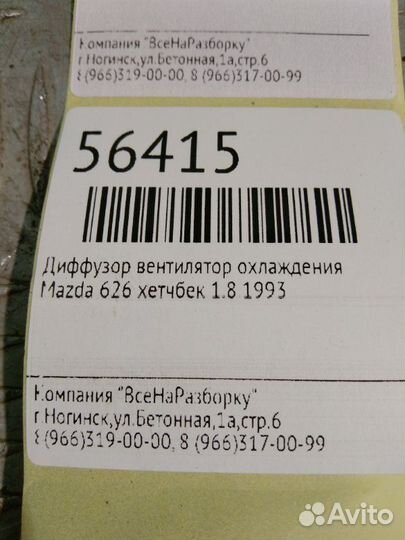 Компания "ВсеНаРазборку"
г.Ногинск,ул.Бетонная,1а,стр.6
8(966)319-00-00, 8 (966)317-00-99
56415
Диффузор вентилятор охлаждения
Mazda 626 хетчбек 1.8 1993
Компания "ВсеНаРазборку"
г.Ногинск,ул.Бетонная,1а,стр.6
8(966)319-00-00, 8 (966)317-00-99
Avito